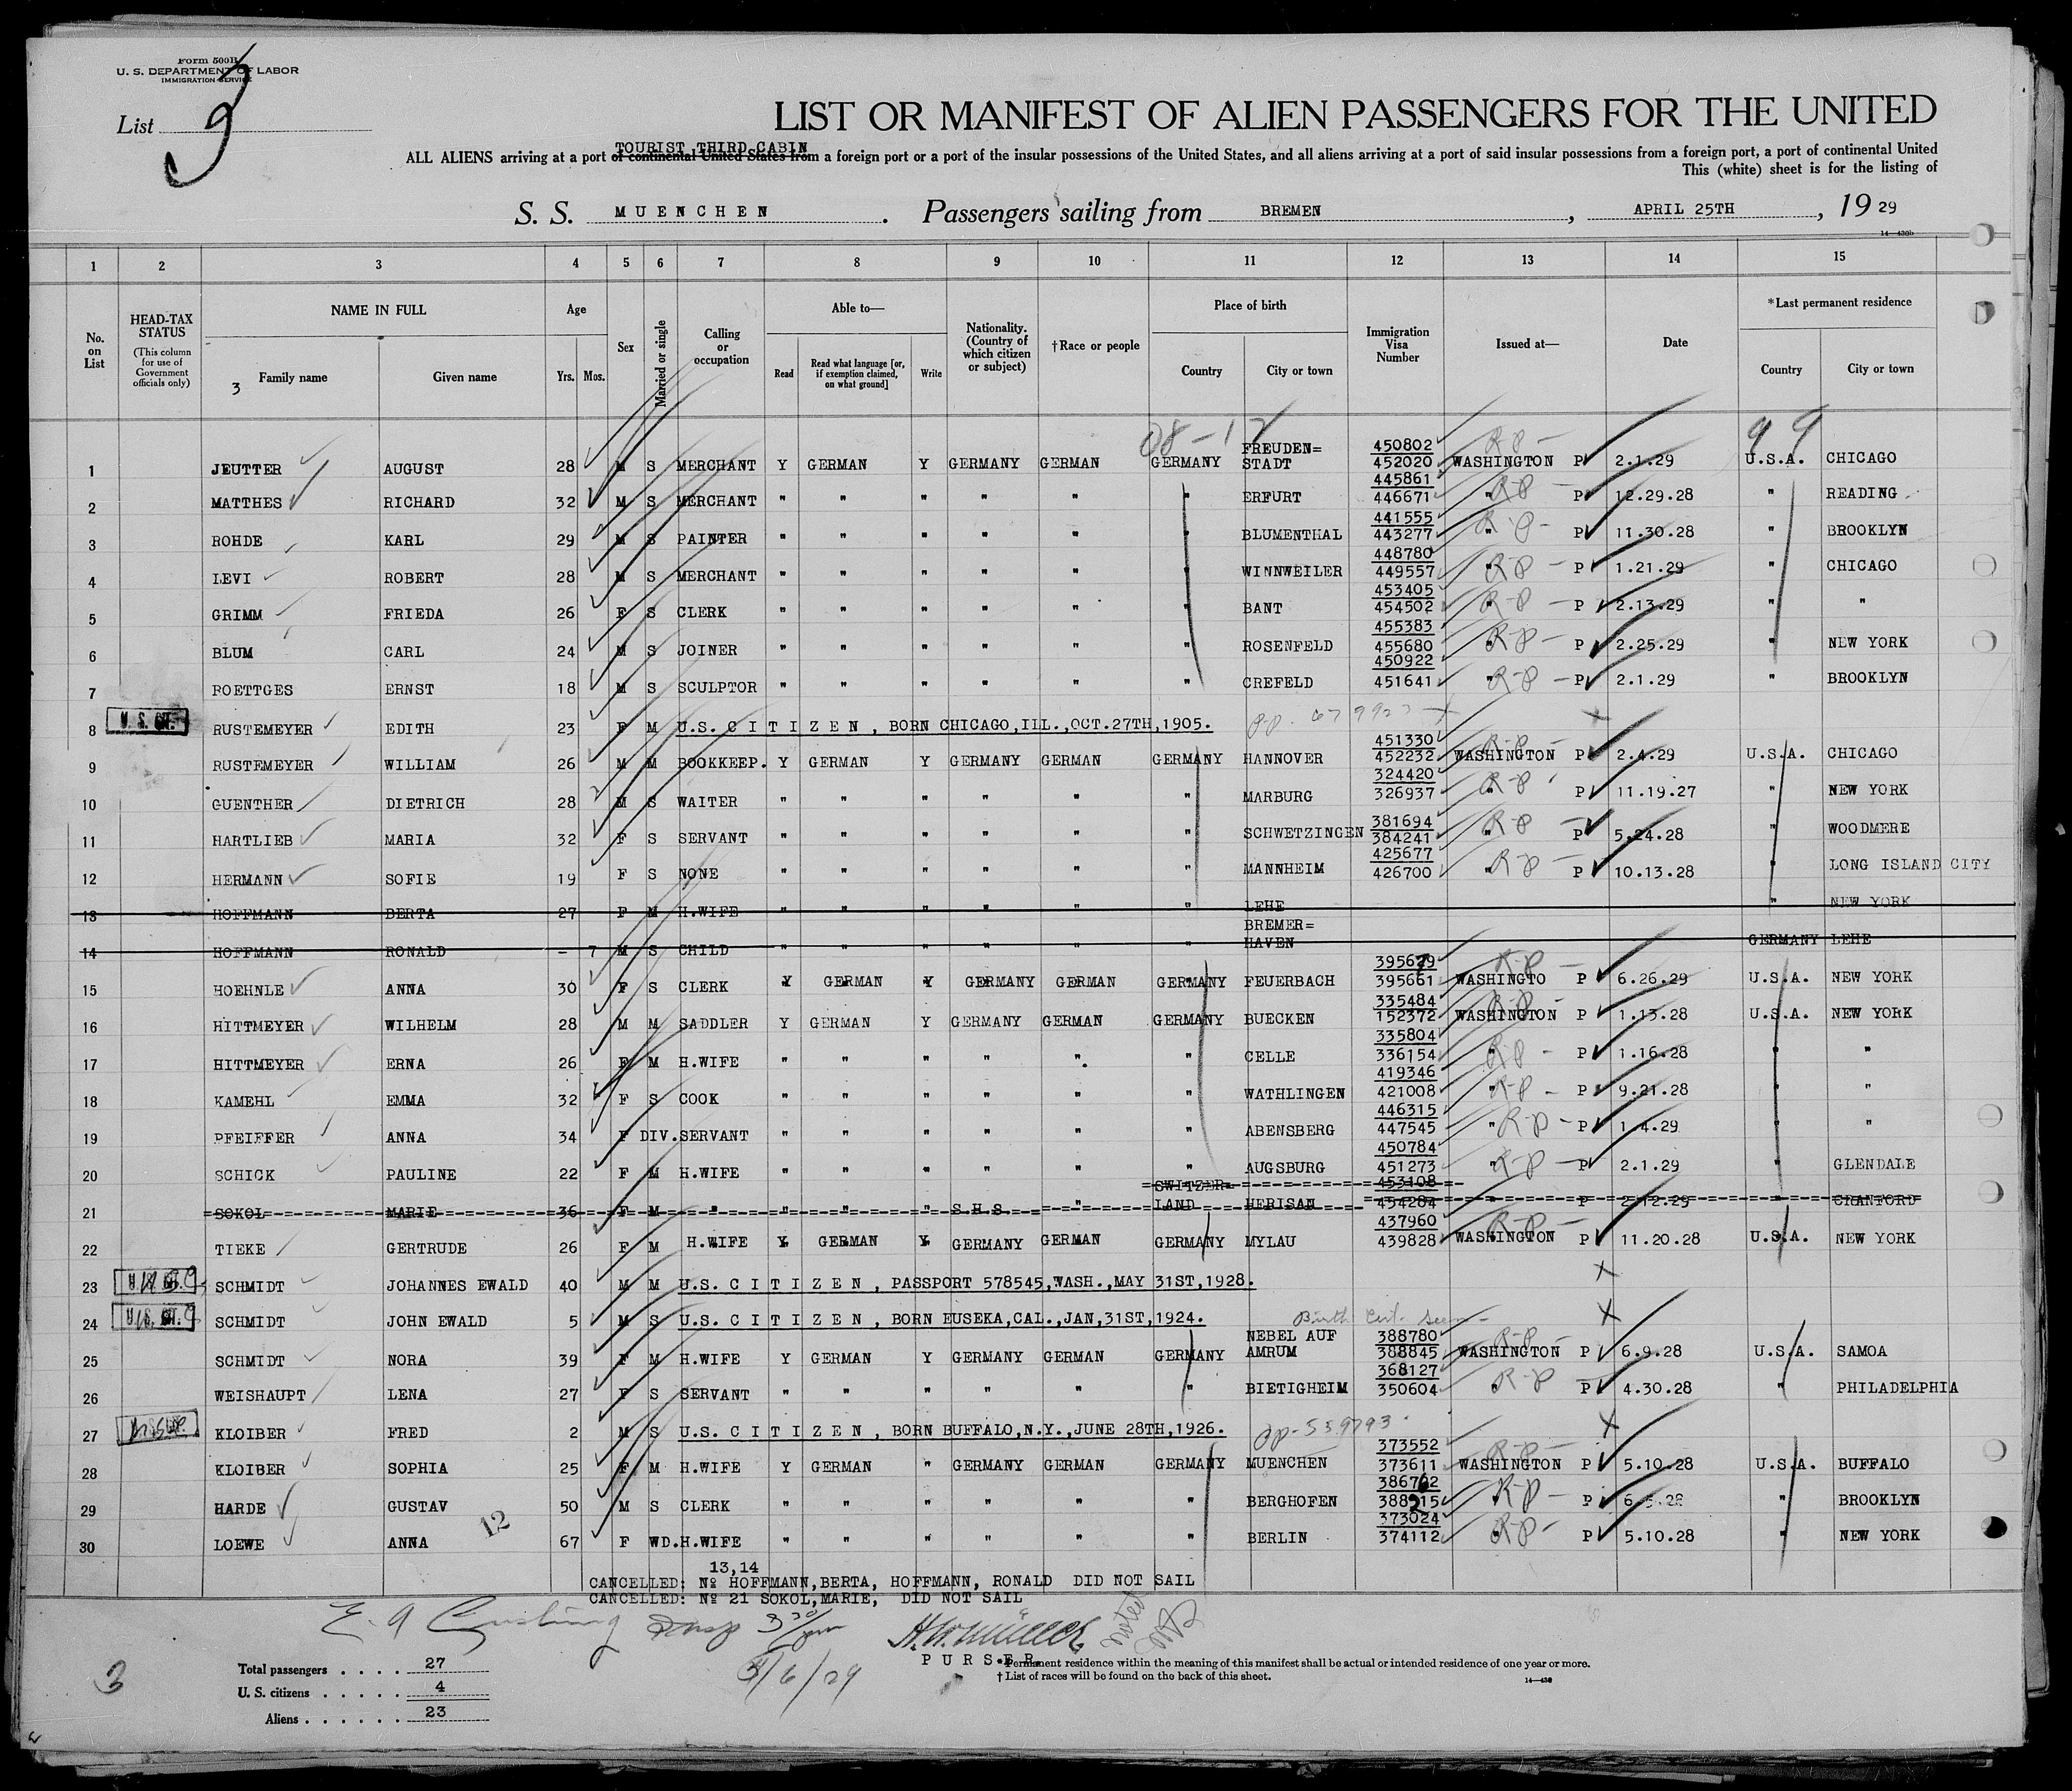 Form 500B
U. S. DEPARTMENT OF LABOR
IMMIGRATION SERVICE
List 3
LIST OR MANIFEST OF ALIEN PASSENGERS FOR THE UNITED
TOURIST THIRD CABIN
ALL ALIENS arriving at a port of continental United States from a foreign port or a port of the insular possessions of the United States, and all aliens arriving at a port of said insular possessions from a foreign port, a port of continental United
This (white) sheet is for the listing of
S. S. MUENCHEN. Passengers sailing from BREMEN, APRIL 25TH, 1929
14—430b
1 2 3 4 5 6 7 8 9 10 11 12 13 14 15
No. on List
HEAD-TAX STATUS (This column for use of Government officials only)
NAME IN FULL
3 Family name
Given name
Age
Yrs. Mos.
Sex
Married or single
Calling or occupation
Able to—
Read
Read what language [or, if exemption claimed, on what ground]
Write
Nationality. (Country of which citizen or subject)
†Race or people
Place of birth
Country
City or town
Immigration Visa Number
Issued at—
Date
*Last permanent residence
Country
City or town
08-12 99
1 JEUTTER AUGUST 28 M S MERCHANT Y GERMAN Y GERMANY GERMAN GERMANY FREUDEN=STADT 450802 452020 WASHINGTON R-P P 2.1.29 U.S.A. CHICAGO
2 MATTHES RICHARD 32 M S MERCHANT " " " " " " ERFURT 445861 446671 " R-P P 12.29.28 " READING
3 ROHDE KARL 29 M S PAINTER " " " " " " BLUMENTHAL 441555 443277 " R-P P 11.30.28 " BROOKLYN
4 LEVI ROBERT 28 M S MERCHANT " " " " " " WINNWEILER 448780 449557 " R-P P 1.21.29 " CHICAGO
5 GRIMM FRIEDA 26 F S CLERK " " " " " " BANT 453405 454502 " R-P P 2.13.29 " "
6 BLUM CARL 24 M S JOINER " " " " " " ROSENFELD 455383 455680 " R-P P 2.25.29 " NEW YORK
7 ROETTGES ERNST 18 M S SCULPTOR " " " " " " CREFELD 450922 451641 " R-P P 2.1.29 " BROOKLYN
8 RUSTEMEYER EDITH 23 F M U.S. CITIZEN, BORN CHICAGO,ILL.,OCT.27TH,1905. X
9 RUSTEMEYER WILLIAM 26 M M BOOKKEEP. Y GERMAN Y GERMANY GERMAN GERMANY HANNOVER 451330 452232 WASHINGTON R-P P 2.4.29 U.S.A. CHICAGO
10 GUENTHER DIETRICH 28 M S WAITER " " " " " " MARBURG 324420 326937 " R-P P 11.19.27 " NEW YORK
11 HARTLIEB MARIA 32 F S SERVANT " " " " " " SCHWETZINGEN 381694 384241 " R-P P 5.24.28 " WOODMERE
12 HERMANN SOFIE 19 F S NONE " " " " " " MANNHEIM 425677 426700 " R-P P 10.13.28 " LONG ISLAND CITY
13 HOFFMANN BERTA 27 F M H.WIFE " " " " " " LEHE " NEW YORK
14 HOFFMANN RONALD - 7 M S CHILD " " " " " " BREMER=HAVEN GERMANY LEHE
15 HOEHNLE ANNA 30 F S CLERK Y GERMAN Y GERMANY GERMAN GERMANY FEUERBACH 395661 WASHINGTO R-P P 6.26.29 U.S.A. NEW YORK
16 HITTMEYER WILHELM 28 M M SADDLER Y GERMAN Y GERMANY GERMAN GERMANY BUECKEN 335484 152372 WASHINGTON R-P P 1.13.28 U.S.A. NEW YORK
17 HITTMEYER ERNA 26 F M H.WIFE " " " " " " CELLE 335804 336154 " R-P P 1.16.28 " "
18 KAMEHL EMMA 32 F S COOK " " " " " " WATHLINGEN 419346 421008 " R-P P 9.21.28 " "
19 PFEIFFER ANNA 34 F DIV. SERVANT " " " " " " ABENSBERG 446315 447545 " R-P P 1.4.29 " "
20 SCHICK PAULINE 22 F M H.WIFE " " " " " " AUGSBURG 450784 451273 " R-P P 2.1.29 " GLENDALE
21 SOKOL MARIE 36 F M " " " " S.H.S. " SWITZER=LAND HERISAN 453108 454284 " P 2.12.29 " CRANFORD
22 TIEKE GERTRUDE 26 F M H.WIFE Y GERMAN Y GERMANY GERMAN GERMANY MYLAU 437960 439828 WASHINGTON R-P P 11.20.28 U.S.A. NEW YORK
23 SCHMIDT JOHANNES EWALD 40 M M U.S. CITIZEN, PASSPORT 578545,WASH.,MAY 31ST,1928. X
24 SCHMIDT JOHN EWALD 5 M S U.S. CITIZEN, BORN EUSEKA,CAL.,JAN,31ST,1924. Birth Cert. seen X
25 SCHMIDT NORA 39 F M H.WIFE Y GERMAN Y GERMANY GERMAN GERMANY NEBEL AUF AMRUM 388780 388845 WASHINGTON R-P P 6.9.28 U.S.A. SAMOA
26 WEISHAUPT LENA 27 F S SERVANT " " " " " " BIETIGHEIM 368127 350604 R-P P 4.30.28 " PHILADELPHIA
27 KLOIBER FRED 2 M S U.S. CITIZEN, BORN BUFFALO,N.Y.,JUNE 28TH,1926. pp-559793 X
28 KLOIBER SOPHIA 25 F M H.WIFE Y GERMAN " GERMANY GERMAN GERMANY MUENCHEN 373552 373611 WASHINGTON R-P P 5.10.28 U.S.A. BUFFALO
29 HARDE GUSTAV 50 M S CLERK " " " " " " BERGHOFEN R-P P " BROOKLYN
30 LOEWE ANNA 12 67 F WD. H.WIFE " " " " " " BERLIN 373024 374112 " R-P P 5.10.28 " NEW YORK
13,14
CANCELLED: No HOFFMANN,BERTA, HOFFMANN, RONALD DID NOT SAIL
CANCELLED: No 21 SOKOL,MARIE, DID NOT SAIL
E. A Cushing Insp 3 30/pm
5/6/29
H. W. Müller
PURSER.
3
Total passengers . . . . 27
U. S. citizens . . . . . 4
Aliens . . . . . . 23
* Permanent residence within the meaning of this manifest shall be actual or intended residence of one year or more.
† List of races will be found on the back of this sheet.
14—430